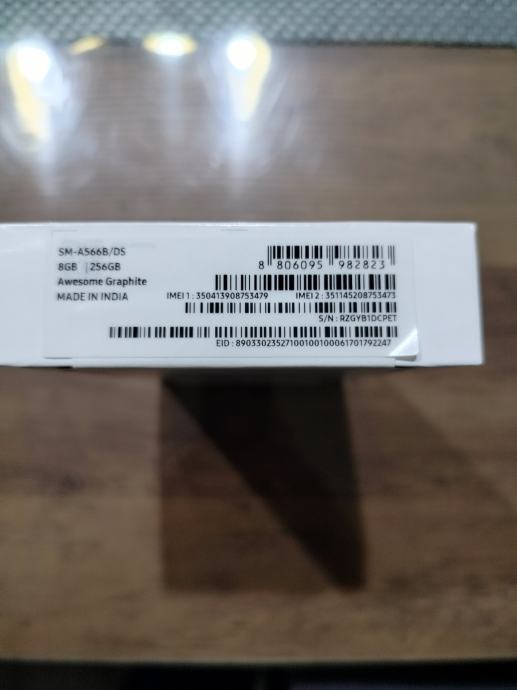 SM-A566B/DS
8GB | 256GB
Awesome Graphite
MADE IN INDIA
8 806095 982823
IMEI 1 : 350413908753479 IMEI 2 : 351145208753473
S/N : RZGYB1DCPET
EID : 89033023527100100100061701792247